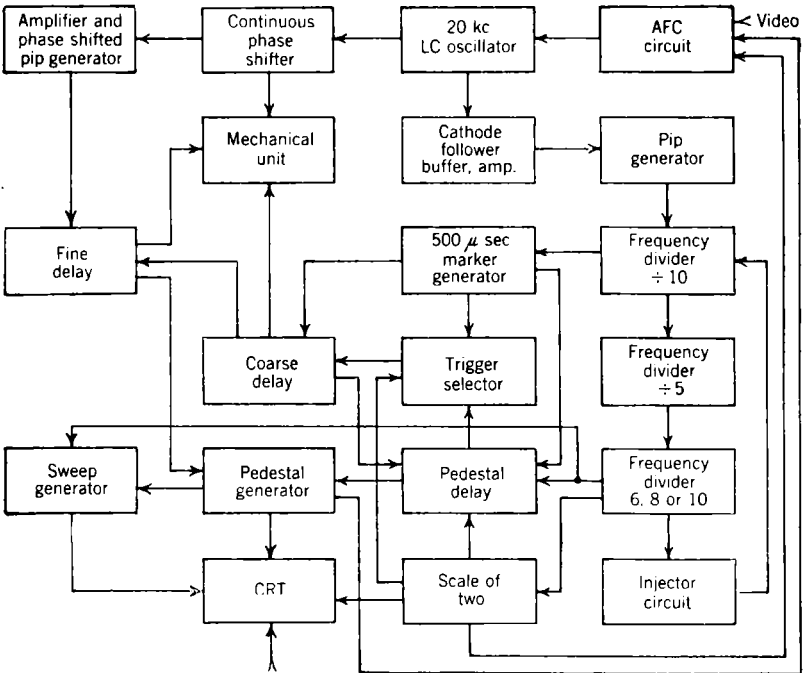 Amplifier and
phase shifted
pip generator
Continuous
phase
shifter
20 kc
LC oscillator
AFC
circuit
Video
Mechanical
unit
Cathode
follower
buffer, amp.
Pip
generator
Fine
delay
500 μ sec
marker
generator
Frequency
divider
÷ 10
Coarse
delay
Trigger
selector
Frequency
divider
÷ 5
Sweep
generator
Pedestal
generator
Pedestal
delay
Frequency
divider
6, 8 or 10
CRT
Scale of
two
Injector
circuit